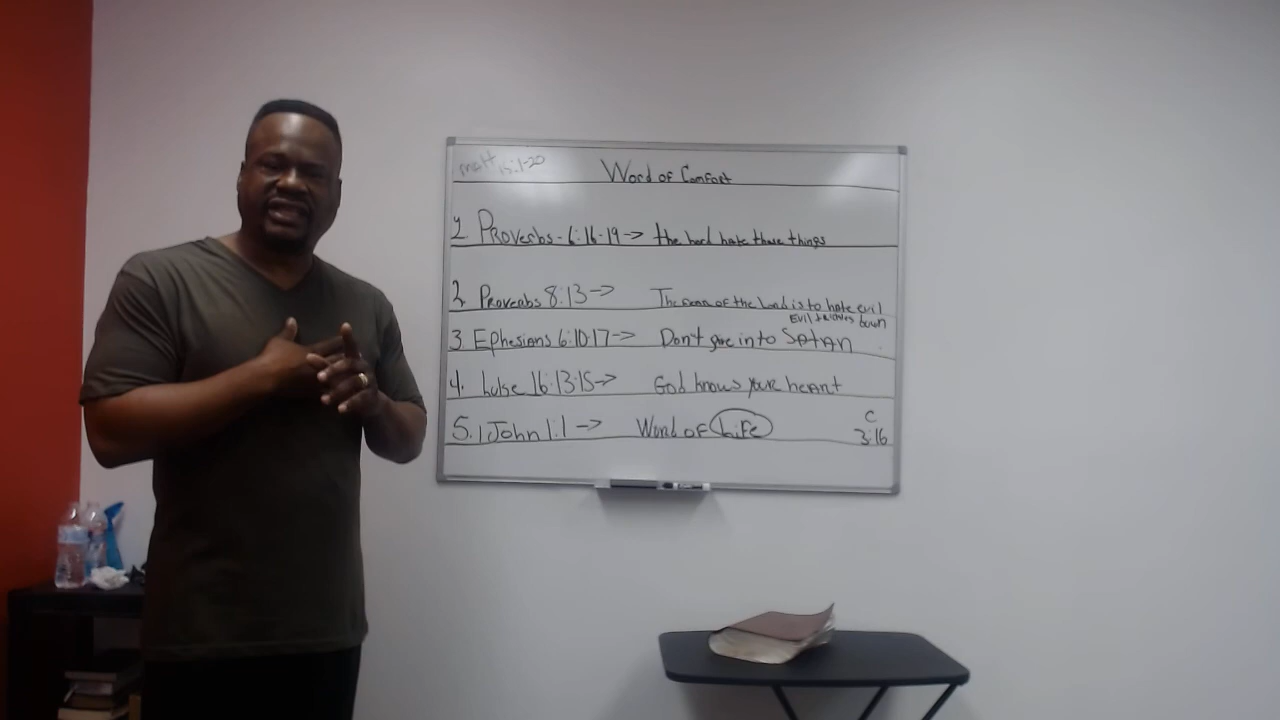 Matt 15:1-20
Word of Comfort
1. Proverbs - 6:16-19 -> the lord hate these things
2. Proverbs 8:13 -> The fear of the Lord is to hate evil
Evil down
3. Ephesians 6:10-17 -> Don't give in to SATAN
4. Luke 16:13-15 -> God knows your heart
5. 1 John 1:1 -> Word of Life
C
3:16